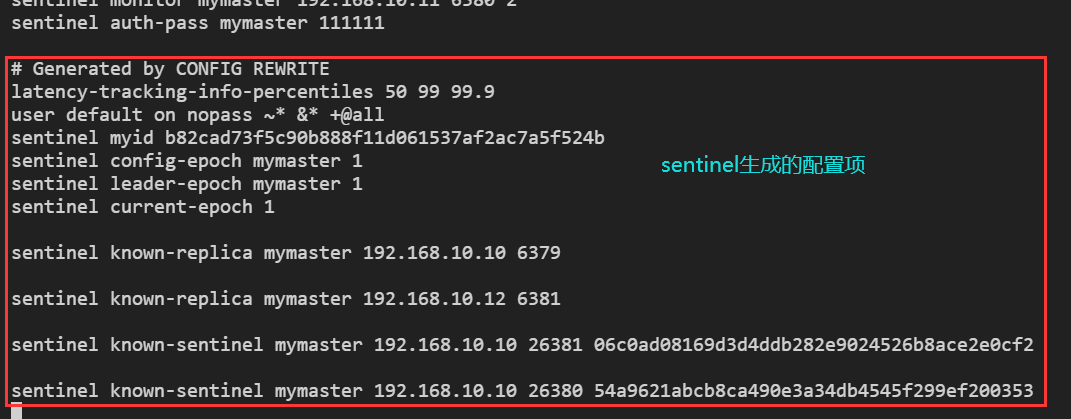 sentinel monitor mymaster 192.168.10.11 6380 2
sentinel auth-pass mymaster 111111
# Generated by CONFIG REWRITE
latency-tracking-info-percentiles 50 99 99.9
user default on nopass ~* &* +@all
sentinel myid b82cad73f5c90b888f11d061537af2ac7a5f524b
sentinel config-epoch mymaster 1
sentinel生成的配置项
sentinel leader-epoch mymaster 1
sentinel current-epoch 1
sentinel known-replica mymaster 192.168.10.10 6379
sentinel known-replica mymaster 192.168.10.12 6381
sentinel known-sentinel mymaster 192.168.10.10 26381 06c0ad08169d3d4ddb282e9024526b8ace2e0cf2
sentinel known-sentinel mymaster 192.168.10.10 26380 54a9621abcb8ca490e3a34db4545f299ef200353